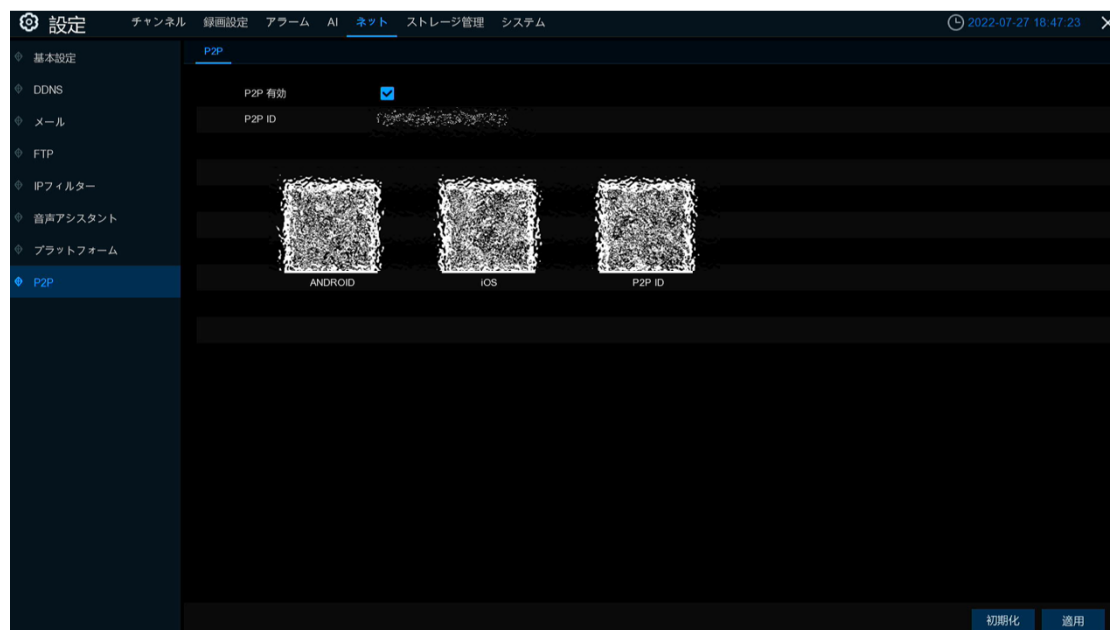 設定 チャンネル 録画設定 アラーム AI ネット ストレージ管理 システム 2022-07-27 18:47:23
基本設定
DDNS
メール
FTP
IPフィルター
音声アシスタント
プラットフォーム
P2P
P2P
P2P 有効
P2P ID
ANDROID iOS P2P ID
初期化 適用